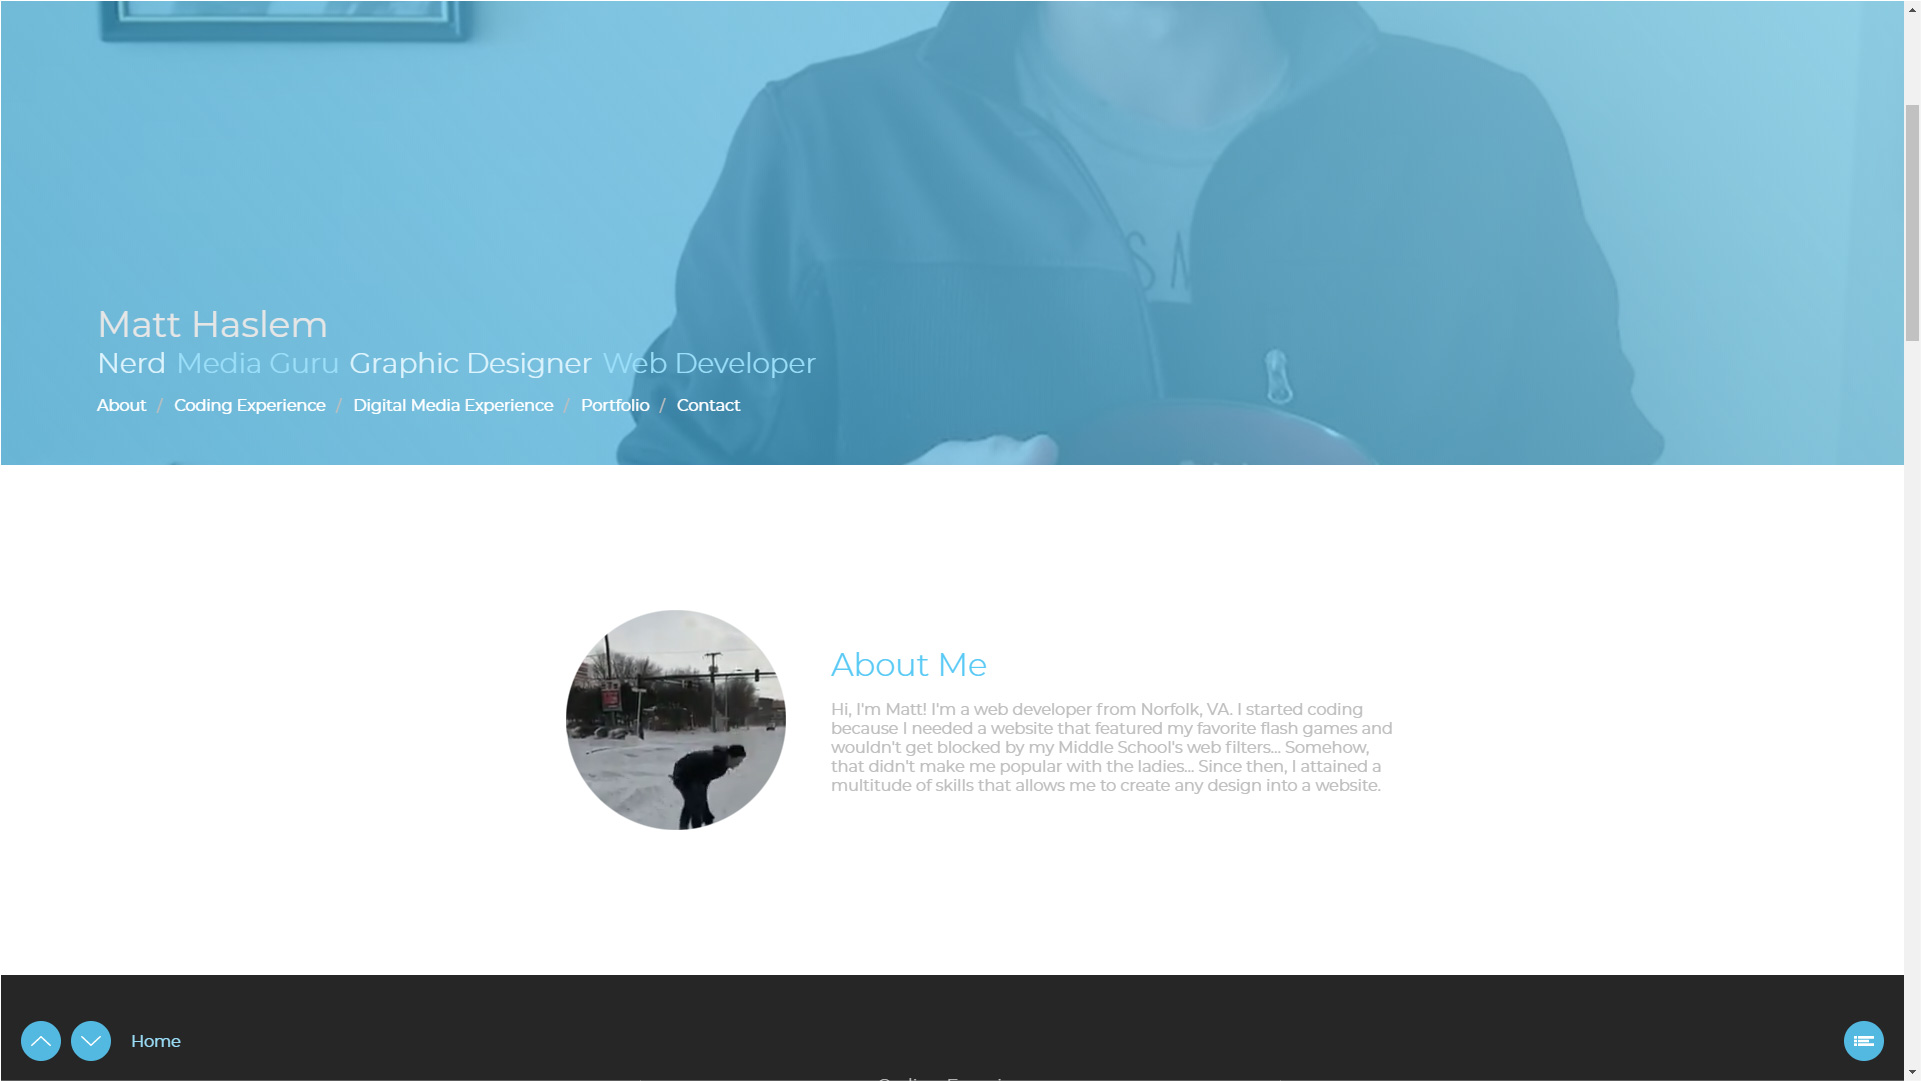 Matt Haslem
Nerd Media Guru Graphic Designer Web Developer
About / Coding Experience / Digital Media Experience / Portfolio / Contact
About Me
Hi, I'm Matt! I'm a web developer from Norfolk, VA. I started coding
because I needed a website that featured my favorite flash games and
wouldn't get blocked by my Middle School's web filters... Somehow,
that didn't make me popular with the ladies... Since then, I attained a
multitude of skills that allows me to create any design into a website.
Home